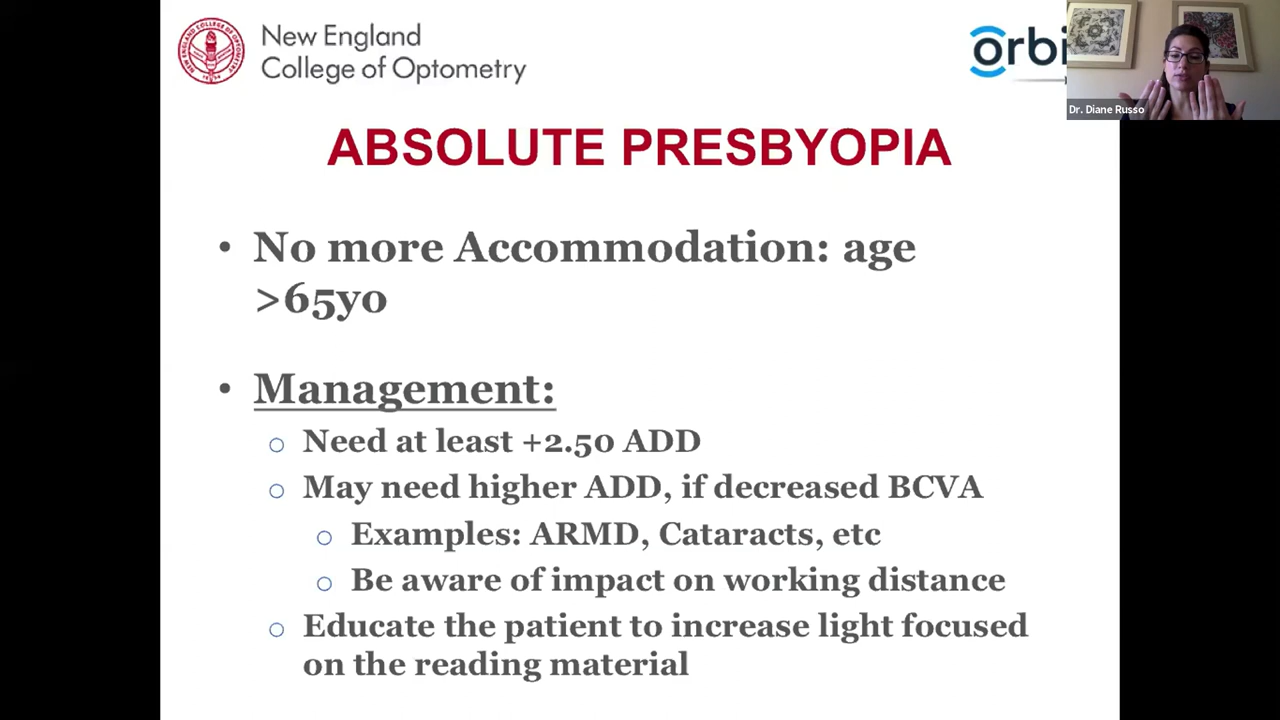 New England
College of Optometry
orbi
Dr. Diane Russo
ABSOLUTE PRESBYOPIA
• No more Accommodation: age
>65yo
• Management:
○ Need at least +2.50 ADD
○ May need higher ADD, if decreased BCVA
○ Examples: ARMD, Cataracts, etc
○ Be aware of impact on working distance
○ Educate the patient to increase light focused
on the reading material